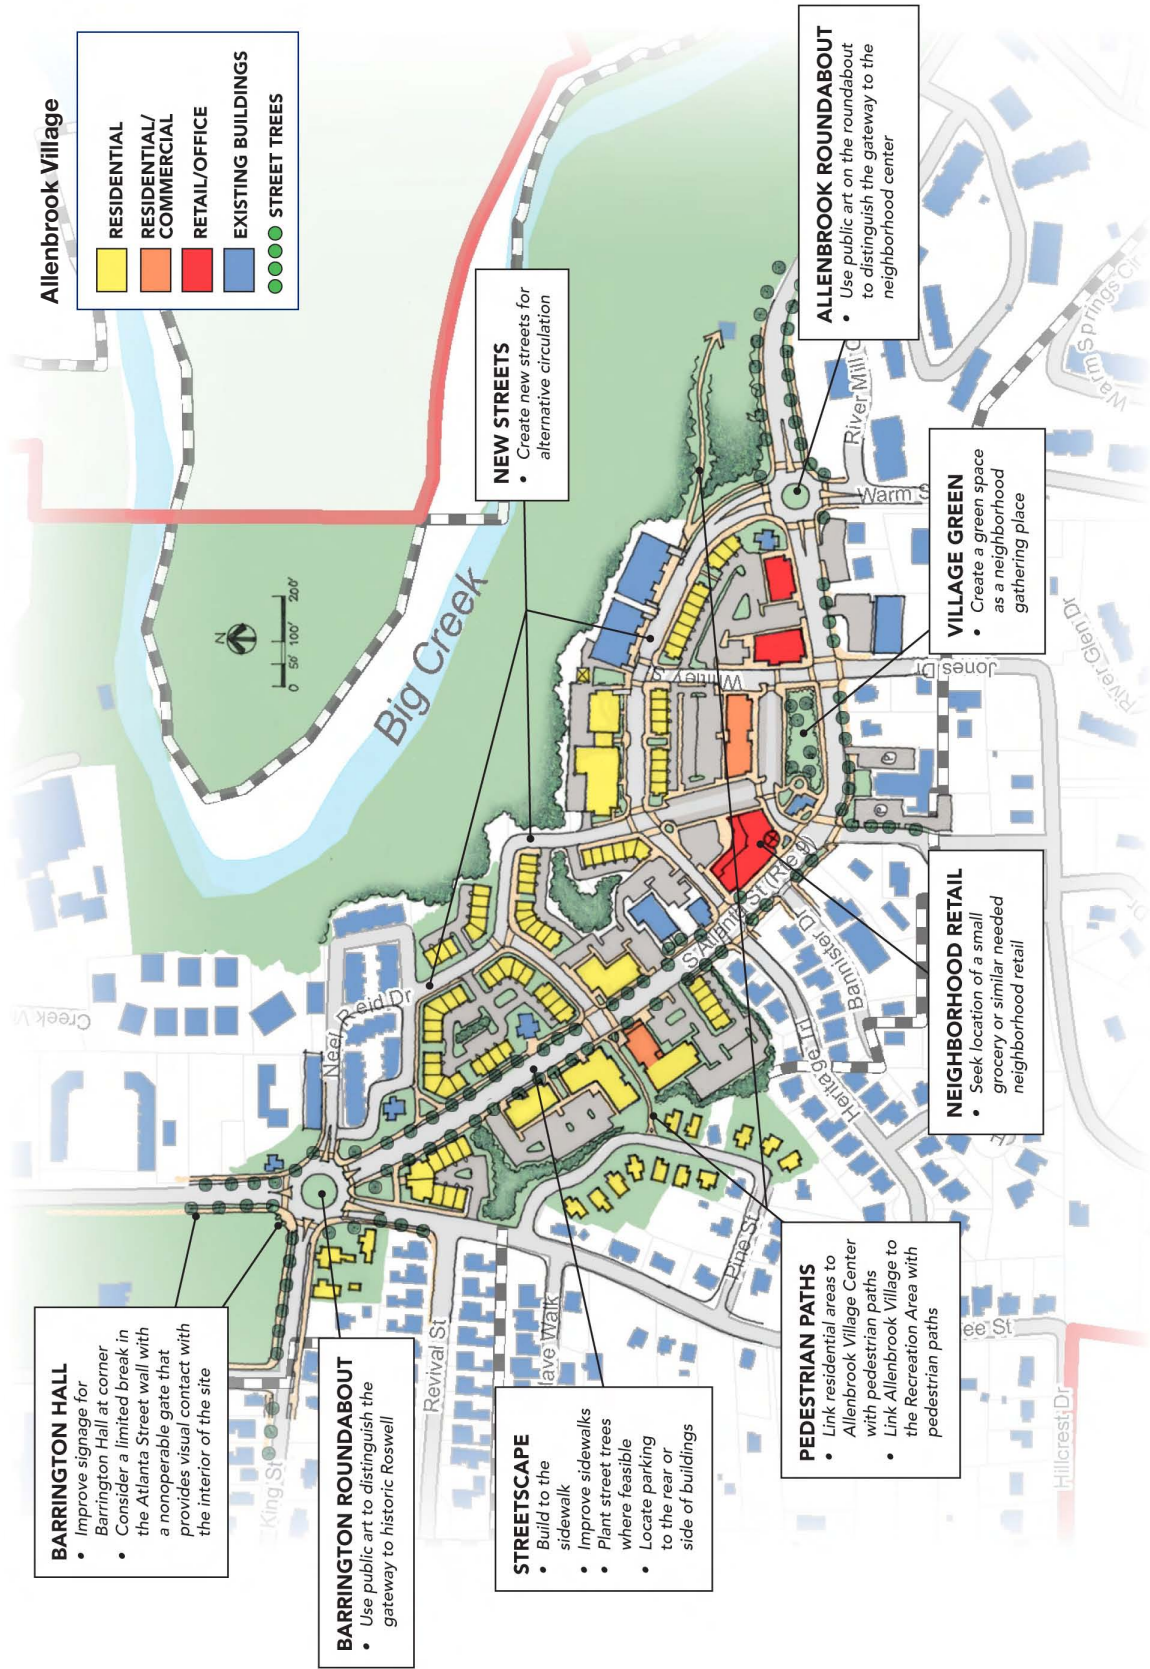 Allenbrook Village
RESIDENTIAL
RESIDENTIAL/
COMMERCIAL
RETAIL/OFFICE
EXISTING BUILDINGS
STREET TREES
BARRINGTON HALL
• Improve signage for
Barrington Hall at corner
• Consider a limited break in
the Atlanta Street wall with
a nonoperable gate that
provides visual contact with
the interior of the site
BARRINGTON ROUNDABOUT
• Use public art to distinguish the
gateway to historic Roswell
STREETSCAPE
• Build to the
sidewalk
• Improve sidewalks
• Plant street trees
where feasible
• Locate parking
to the rear or
side of buildings
PEDESTRIAN PATHS
• Link residential areas to
Allenbrook Village Center
with pedestrian paths
• Link Allenbrook Village to
the Recreation Area with
pedestrian paths
NEW STREETS
• Create new streets for
alternative circulation
ALLENBROOK ROUNDABOUT
• Use public art on the roundabout
to distinguish the gateway to the
neighborhood center
VILLAGE GREEN
• Create a green space
as a neighborhood
gathering place
NEIGHBORHOOD RETAIL
• Seek location of a small
grocery or similar needed
neighborhood retail
N
0 50' 100' 200'
Big Creek
Creek V
Neel Reid Dr
King St
Revival St
lave Walk
Pine St
ee St
Hillcrest Dr
Heritage Trl
Bannister Dr
S Atlanta St (Rte 9)
Whitley S
Jones Dr
River Glen Dr
Warm S
River Mill C
Warm Springs Cir
Dr